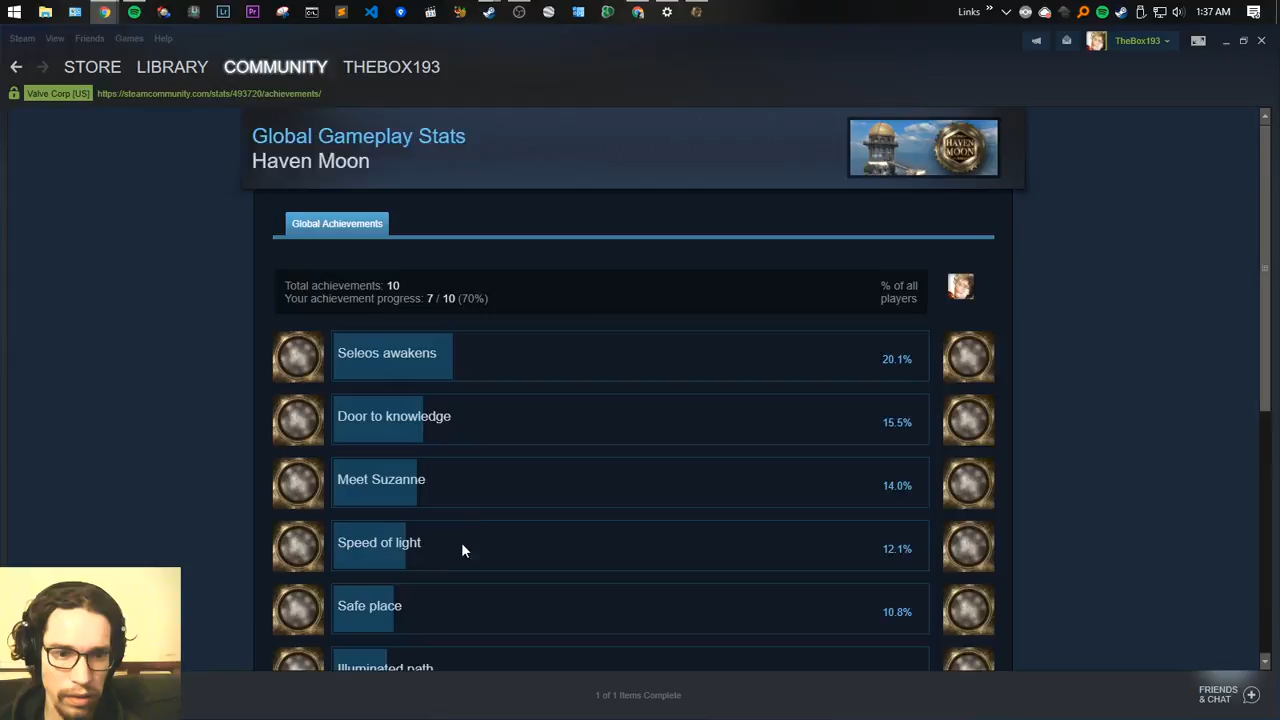 Links
1:37 AM
Steam View Friends Games Help
TheBox193
STORE LIBRARY COMMUNITY THEBOX193
Valve Corp [US] https://steamcommunity.com/stats/493720/achievements/
Global Gameplay Stats
Haven Moon
HAVEN
MOON
Global Achievements
Total achievements: 10
Your achievement progress: 7 / 10 (70%)
% of all
players
Seleos awakens
20.1%
Door to knowledge
15.5%
Meet Suzanne
14.0%
Speed of light
12.1%
Safe place
10.8%
Illuminated path
1 of 1 Items Complete
FRIENDS
& CHAT